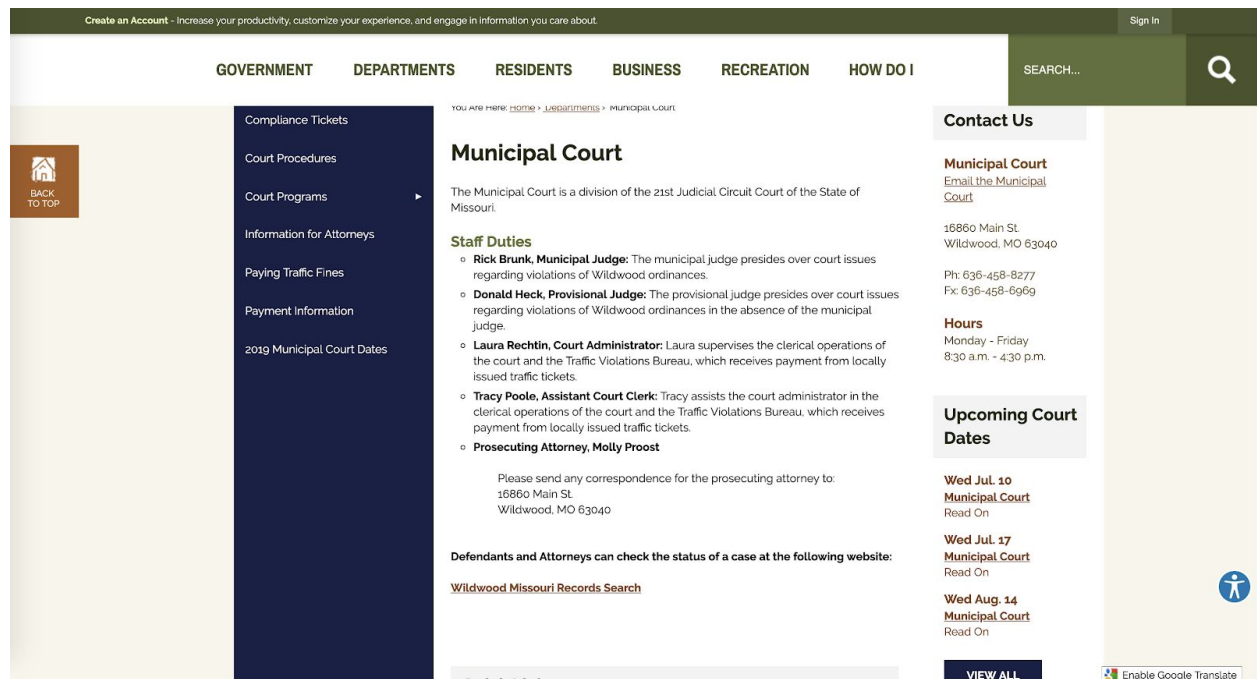 Create an Account - Increase your productivity, customize your experience, and engage in information you care about.
Sign In
GOVERNMENT DEPARTMENTS RESIDENTS BUSINESS RECREATION HOW DO I
SEARCH...
BACK
TO TOP
Compliance Tickets
Court Procedures
Court Programs
Information for Attorneys
Paying Traffic Fines
Payment Information
2019 Municipal Court Dates
You Are Here: Home › Departments › Municipal Court
Municipal Court
The Municipal Court is a division of the 21st Judicial Circuit Court of the State of
Missouri.
Staff Duties
Rick Brunk, Municipal Judge: The municipal judge presides over court issues
regarding violations of Wildwood ordinances.
Donald Heck, Provisional Judge: The provisional judge presides over court issues
regarding violations of Wildwood ordinances in the absence of the municipal
judge.
Laura Rechtin, Court Administrator: Laura supervises the clerical operations of
the court and the Traffic Violations Bureau, which receives payment from locally
issued traffic tickets.
Tracy Poole, Assistant Court Clerk: Tracy assists the court administrator in the
clerical operations of the court and the Traffic Violations Bureau, which receives
payment from locally issued traffic tickets.
Prosecuting Attorney, Molly Proost
Please send any correspondence for the prosecuting attorney to:
16860 Main St.
Wildwood, MO 63040
Defendants and Attorneys can check the status of a case at the following website:
Wildwood Missouri Records Search
Contact Us
Municipal Court
Email the Municipal
Court
16860 Main St.
Wildwood, MO 63040
Ph: 636-458-8277
Fx: 636-458-6969
Hours
Monday - Friday
8:30 a.m. - 4:30 p.m.
Upcoming Court
Dates
Wed Jul. 10
Municipal Court
Read On
Wed Jul. 17
Municipal Court
Read On
Wed Aug. 14
Municipal Court
Read On
VIEW ALL
Enable Google Translate